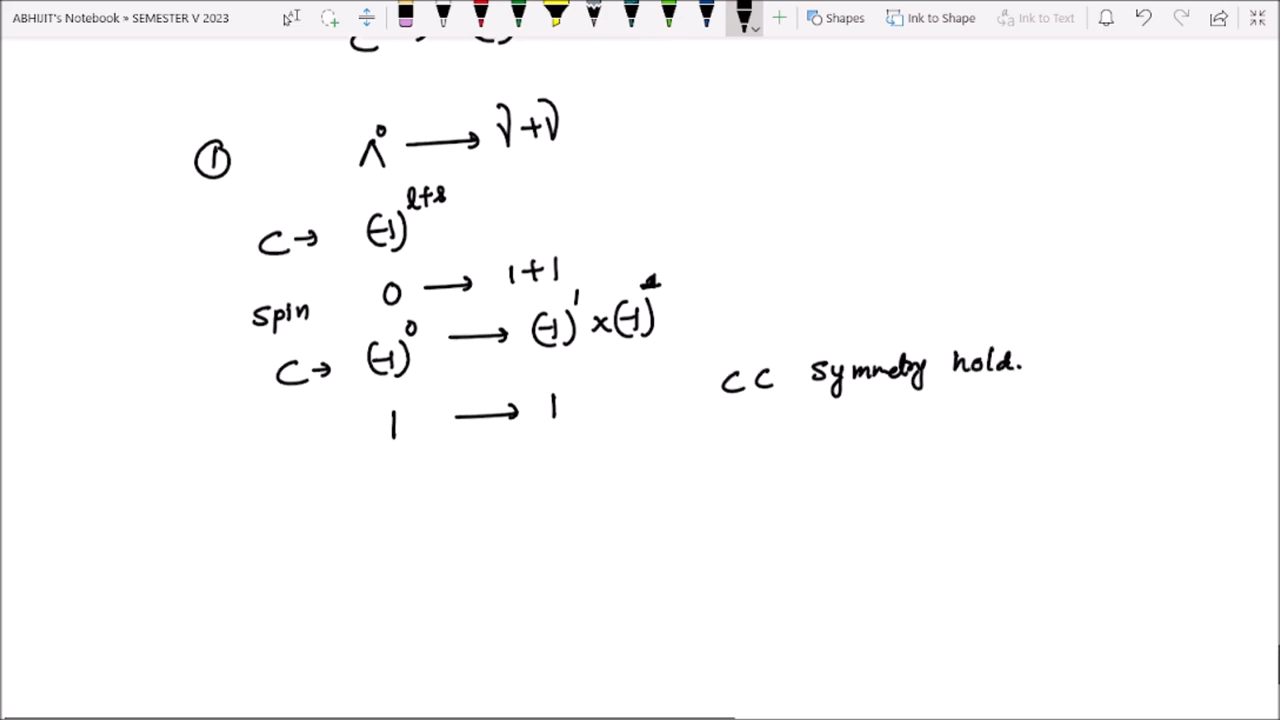 ABHIJIT's Notebook » SEMESTER V 2023
Shapes
Ink to Shape
Ink to Text
① Λ⁰ → γ+γ
C → (-1)^(l+s)
Spin 0 → 1+1
C → (-1)⁰ → (-1)¹ x (-1)¹
CC Symmetry hold.
1 → 1